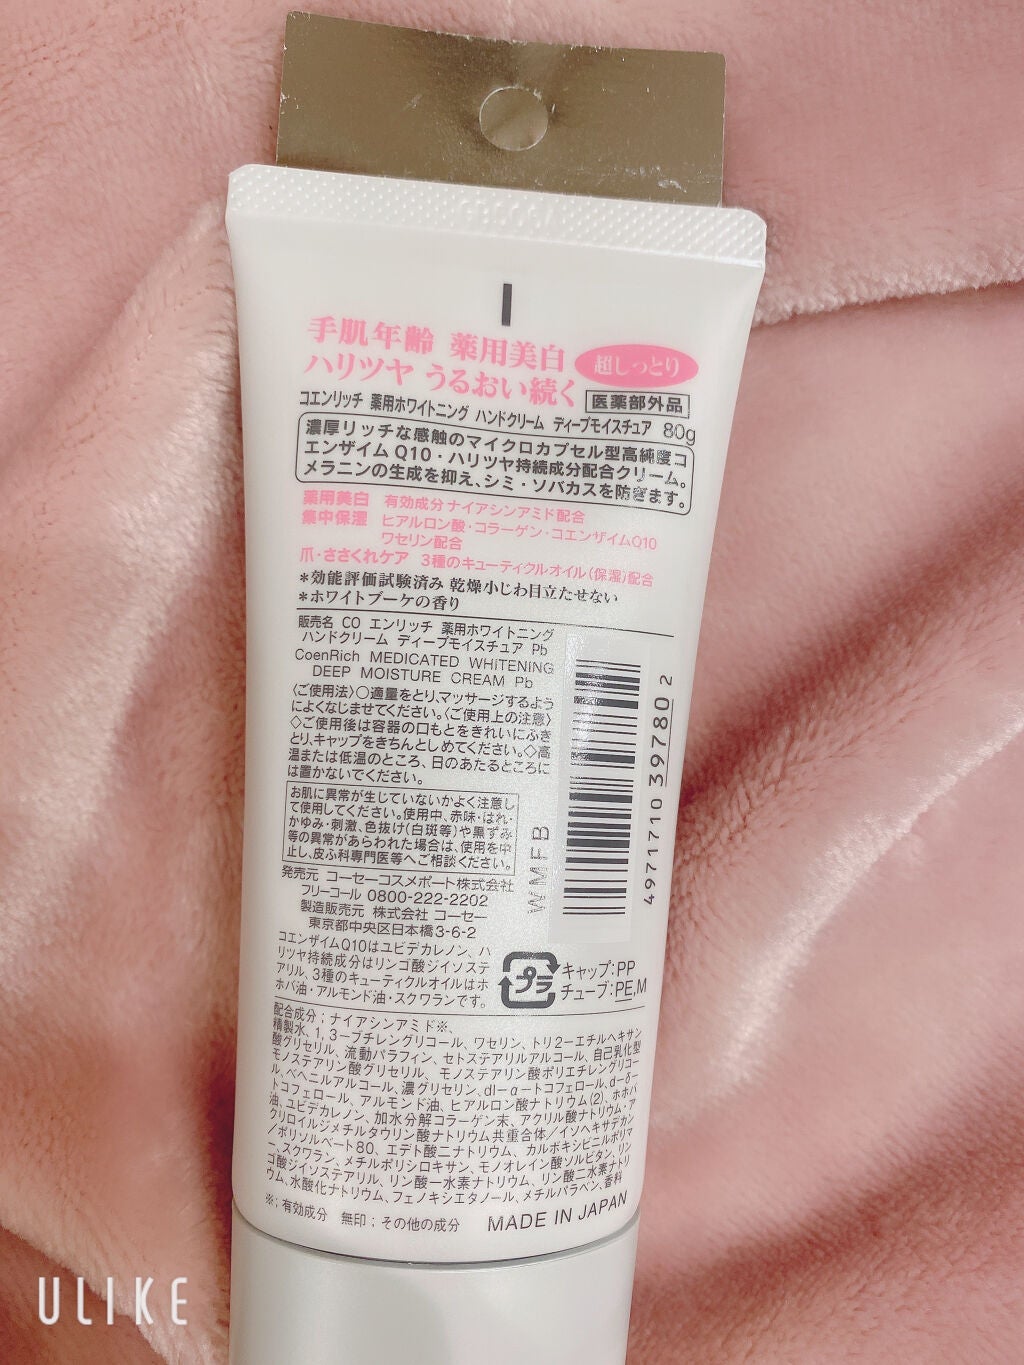 手肌年齢 薬用美白
ハリツヤ うるおい続く
超しっとり
医薬部外品
コエンリッチ 薬用ホワイトニング ハンドクリーム ディープモイスチュア 80g
濃厚リッチな感触のマイクロカプセル型高純度コ
エンザイムQ10・ハリツヤ持続成分配合クリーム。
メラニンの生成を抑え、シミ・ソバカスを防ぎます。
薬用美白 有効成分ナイアシンアミド配合
集中保湿 ヒアルロン酸・コラーゲン・コエンザイムQ10
ワセリン配合
爪・ささくれケア 3種のキューティクルオイル(保湿)配合
*効能評価試験済み 乾燥小じわ目立たせない
*ホワイトブーケの香り
販売名 CO エンリッチ 薬用ホワイトニング
ハンドクリーム ディープモイスチュア Pb
CoenRich MEDICATED WHITENING
DEEP MOISTURE CREAM Pb
〈ご使用法〉○適量をとり、マッサージするよう
によくなじませてください。〈ご使用上の注意〉
◇ご使用後は容器の口もとをきれいにふき
とり、キャップをきちんとしめてください。◇高
温または低温のところ、日のあたるところに
は置かないでください。
お肌に異常が生じていないかよく注意し
て使用してください。使用中、赤味・はれ・
かゆみ・刺激、色抜け(白斑等)や黒ずみ
等の異常があらわれた場合は、使用を中
止し、皮ふ科専門医等へご相談ください。
発売元 コーセーコスメポート株式会社
フリーコール 0800-222-2202
製造販売元 株式会社 コーセー
東京都中央区日本橋3-6-2
WMFB
4971710 397802
コエンザイムQ10はユビデカレノン、ハ
リツヤ持続成分はリンゴ酸ジイソステ
アリル、3種のキューティクルオイルはホ
ホバ油・アルモンド油・スクワランです。
プラ
キャップ:PP
チューブ:PE,M
配合成分;ナイアシンアミド※、
精製水、1,3-ブチレングリコール、ワセリン、トリ2-エチルヘキサン
酸グリセリル、流動パラフィン、セトステアリルアルコール、自己乳化型
モノステアリン酸グリセリル、モノステアリン酸ポリエチレングリコー
ル、ベヘニルアルコール、濃グリセリン、dl-α-トコフェロール、d-δ-
トコフェロール、アルモンド油、ヒアルロン酸ナトリウム(2)、ホホバ
油、ユビデカレノン、加水分解コラーゲン末、アクリル酸ナトリウム・ア
クリロイルジメチルタウリン酸ナトリウム共重合体/イソヘキサデカン
/ポリソルベート80、エデト酸二ナトリウム、カルボキシビニルポリマ
ー、スクワラン、メチルポリシロキサン、モノオレイン酸ソルビタン、リン
ゴ酸ジイソステアリル、リン酸一水素ナトリウム、リン酸二水素ナトリ
ウム、水酸化ナトリウム、フェノキシエタノール、メチルパラベン、香料
※;有効成分 無印;その他の成分
MADE IN JAPAN
ULIKE